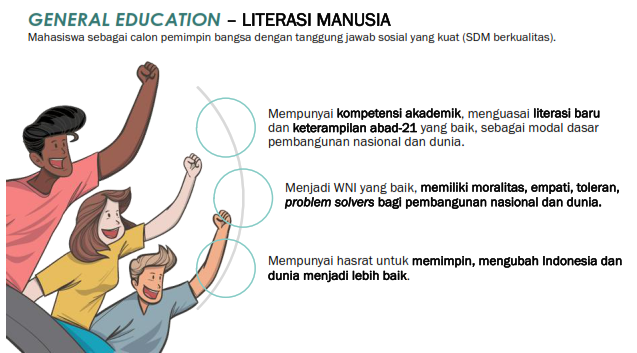 GENERAL EDUCATION – LITERASI MANUSIA
Mahasiswa sebagai calon pemimpin bangsa dengan tanggung jawab sosial yang kuat (SDM berkualitas).
Mempunyai kompetensi akademik, menguasai literasi baru
dan keterampilan abad-21 yang baik, sebagai modal dasar
pembangunan nasional dan dunia.
Menjadi WNI yang baik, memiliki moralitas, empati, toleran,
problem solvers bagi pembangunan nasional dan dunia.
Mempunyai hasrat untuk memimpin, mengubah Indonesia dan
dunia menjadi lebih baik.